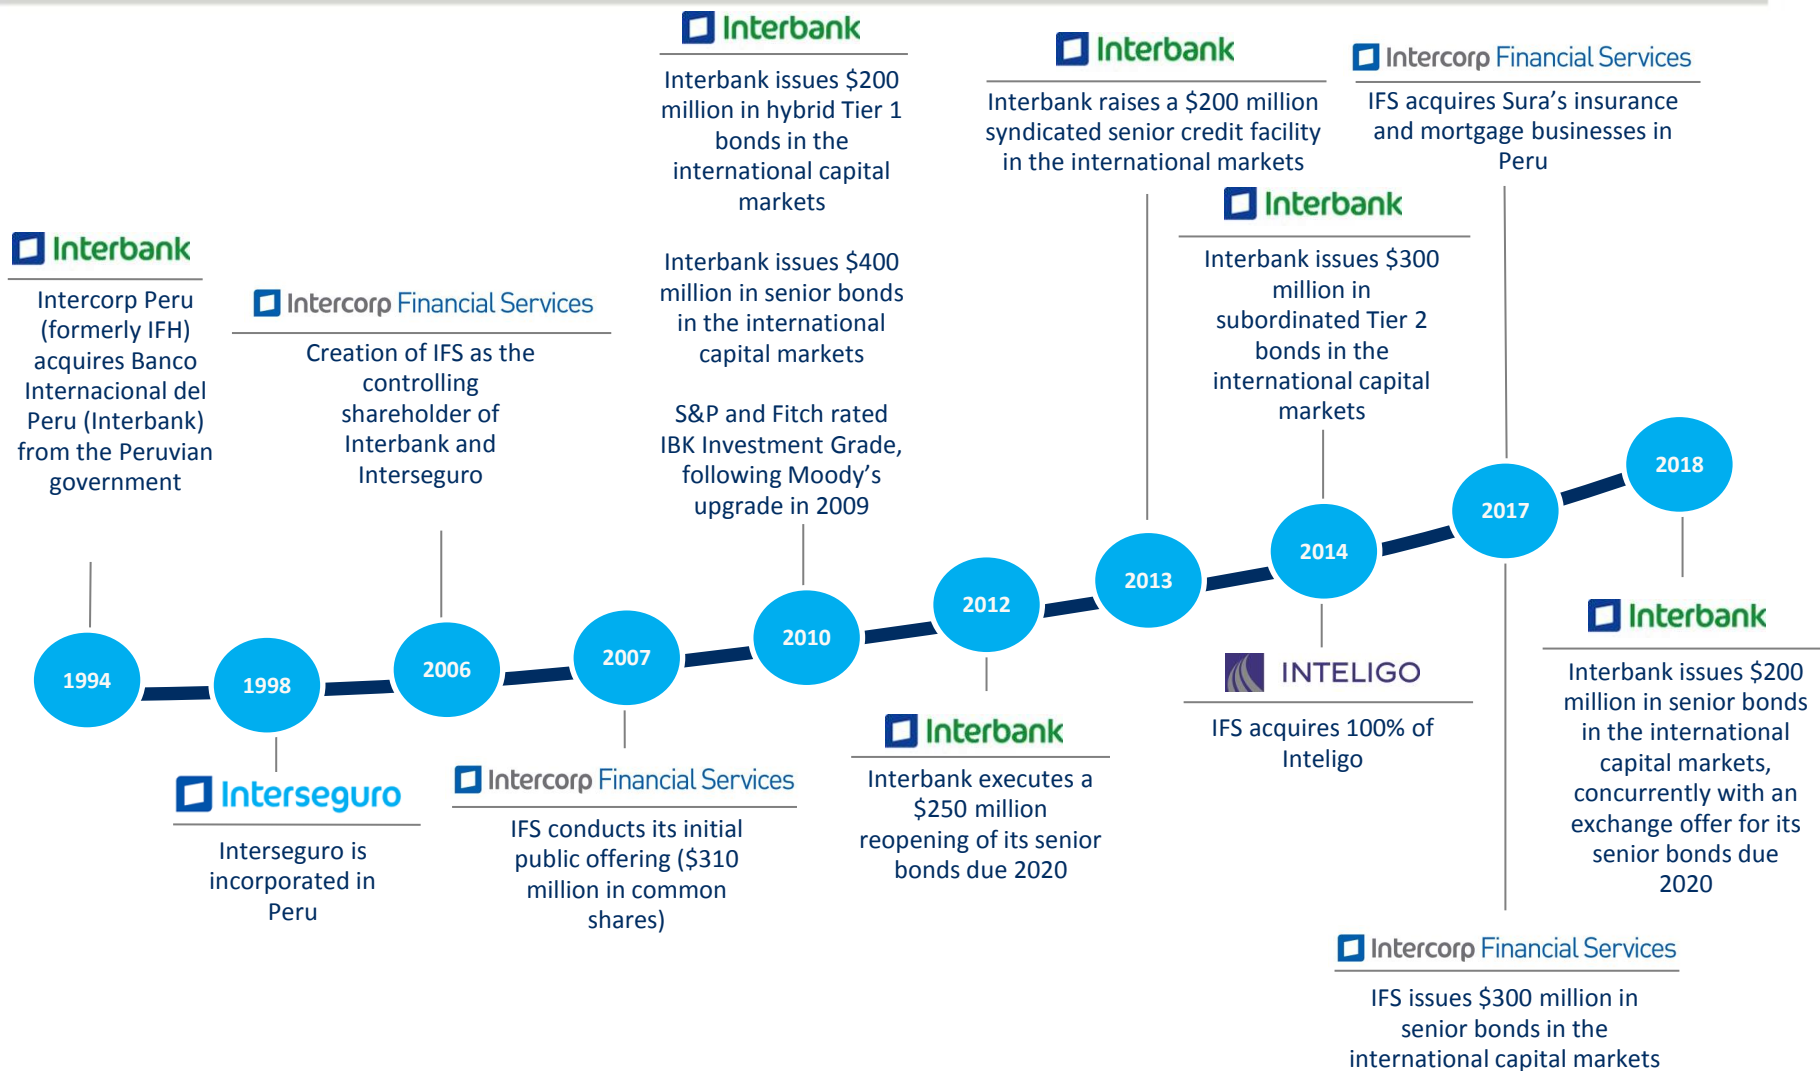 Interbank
Intercorp Peru
(formerly IFH)
acquires Banco
Internacional del
Peru (Interbank)
from the Peruvian
government
1994
1998
Interseguro
Interseguro is
incorporated in
Peru
Intercorp Financial Services
Creation of IFS as the
controlling
shareholder of
Interbank and
Interseguro
2006
2007
Intercorp Financial Services
IFS conducts its initial
public offering ($310
million in common
shares)
Interbank
Interbank issues $200
million in hybrid Tier 1
bonds in the
international capital
markets
Interbank issues $400
million in senior bonds
in the international
capital markets
S&P and Fitch rated
IBK Investment Grade,
following Moody’s
upgrade in 2009
2010
2012
Interbank
Interbank executes a
$250 million
reopening of its senior
bonds due 2020
Interbank
Interbank raises a $200 million
syndicated senior credit facility
in the international markets
2013
Interbank
Interbank issues $300
million in
subordinated Tier 2
bonds in the
international capital
markets
2014
INTELIGO
IFS acquires 100% of
Inteligo
Intercorp Financial Services
IFS acquires Sura’s insurance
and mortgage businesses in
Peru
2017
Intercorp Financial Services
IFS issues $300 million in
senior bonds in the
international capital markets
2018
Interbank
Interbank issues $200
million in senior bonds
in the international
capital markets,
concurrently with an
exchange offer for its
senior bonds due
2020